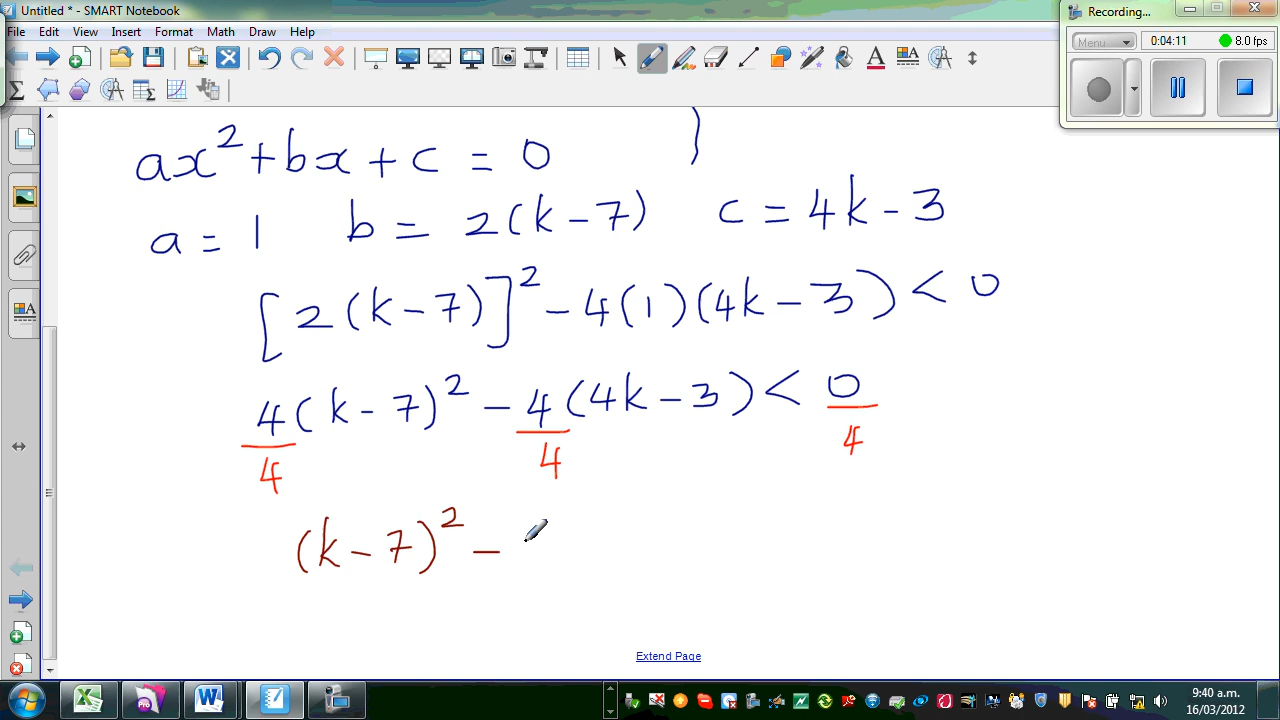 Untitled * - SMART Notebook
File Edit View Insert Format Math Draw Help
Recording...
Menu 0:04:11 8.0 fps
ax²+bx+c=0 )
a=1 b=2(k-7) c=4k-3
[2(k-7)]²-4(1)(4k-3)<0
4(k-7)²-4(4k-3)<0
4 4 4
(k-7)²-
Extend Page
9:40 a.m.
16/03/2012